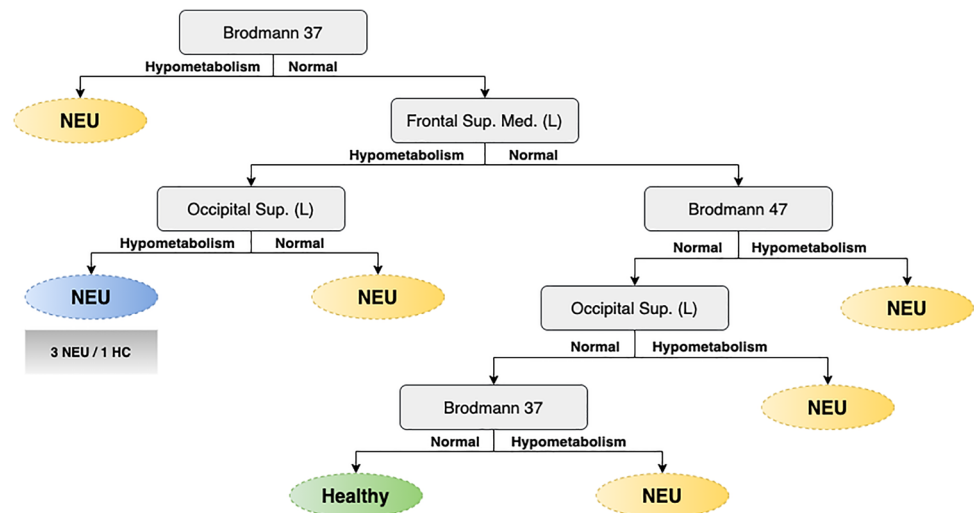 Brodmann 37
Hypometabolism Normal
NEU
Frontal Sup. Med. (L)
Hypometabolism Normal
Occipital Sup. (L)
Brodmann 47
Hypometabolism Normal
Normal Hypometabolism
NEU
NEU
Occipital Sup. (L)
NEU
3 NEU / 1 HC
Normal Hypometabolism
Brodmann 37
NEU
Normal Hypometabolism
Healthy
NEU